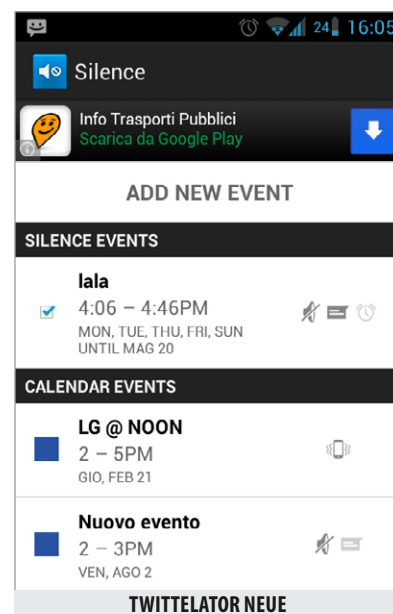 24 16:05
Silence
Info Trasporti Pubblici
Scarica da Google Play
ADD NEW EVENT
SILENCE EVENTS
lala
4:06 – 4:46PM
MON, TUE, THU, FRI, SUN
UNTIL MAG 20
CALENDAR EVENTS
LG @ NOON
2 – 5PM
GIO, FEB 21
Nuovo evento
2 – 3PM
VEN, AGO 2
TWITTELATOR NEUE